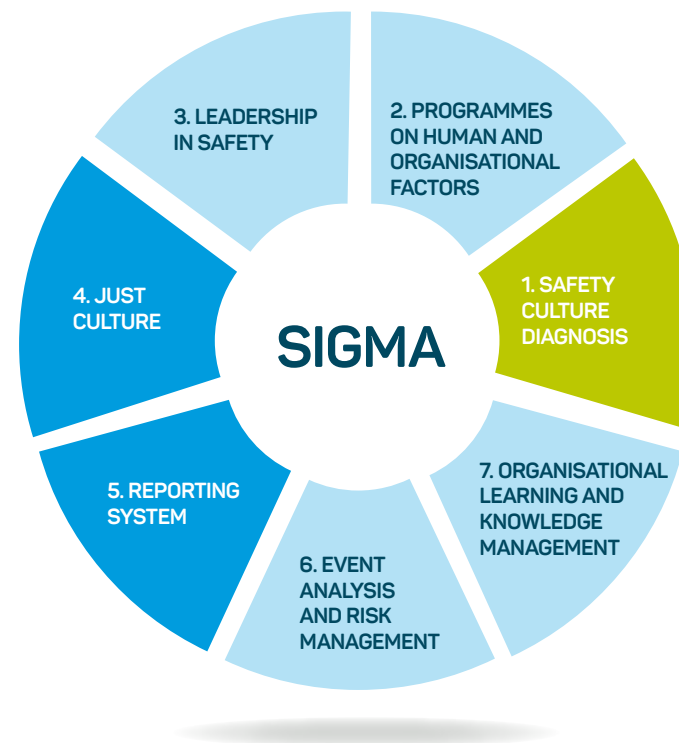 3. LEADERSHIP
IN SAFETY
2. PROGRAMMES
ON HUMAN AND
ORGANISATIONAL
FACTORS
4. JUST
CULTURE
SIGMA
1. SAFETY
CULTURE
DIAGNOSIS
5. REPORTING
SYSTEM
6. EVENT
ANALYSIS
AND RISK
MANAGEMENT
7. ORGANISATIONAL
LEARNING AND
KNOWLEDGE
MANAGEMENT